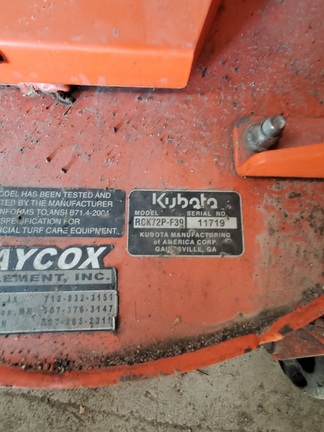 ODEL HAS BEEN TESTED AND
TED BY THE MANUFACTURER
NFORMS TO ANSI B71.4-2004
SPECIFICATION FOR
CIAL TURF CARE EQUIPMENT.
Kubota
MODEL SERIAL NO.
RCK72P-F39 11719
KUBOTA MANUFACTURING
of AMERICA CORP.
GAINESVILLE, GA
AYCOX
LEMENT, INC.
712-832-3151
507-376-3147